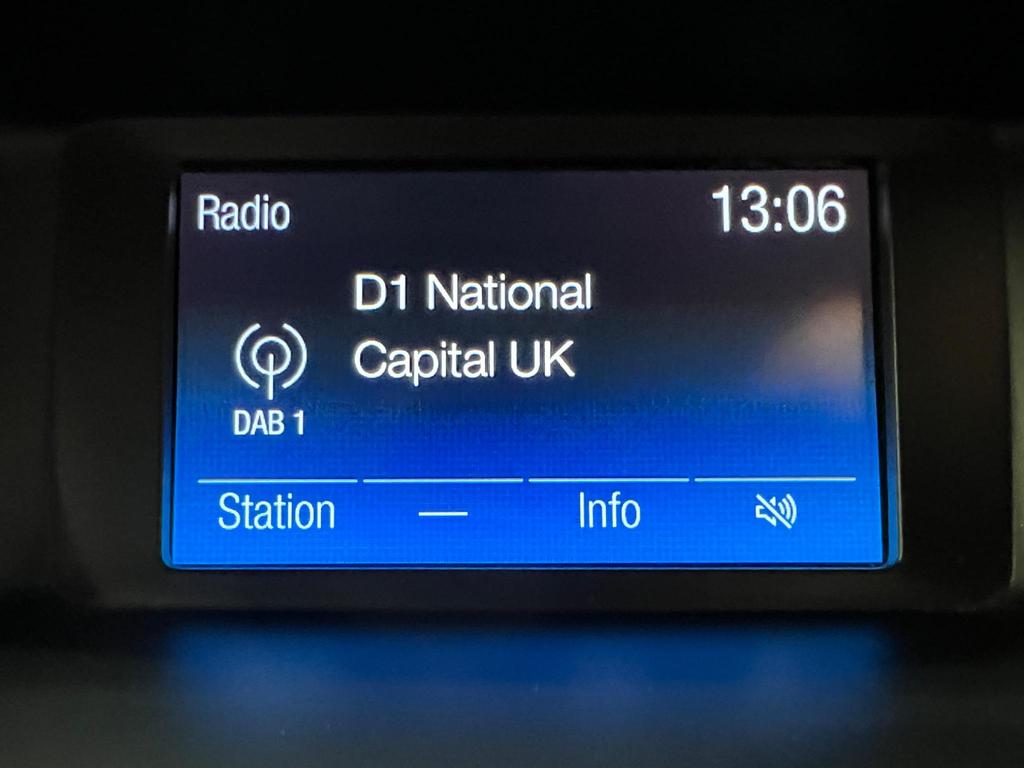 Radio
13:06
D1 National
Capital UK
DAB 1
Station
Info